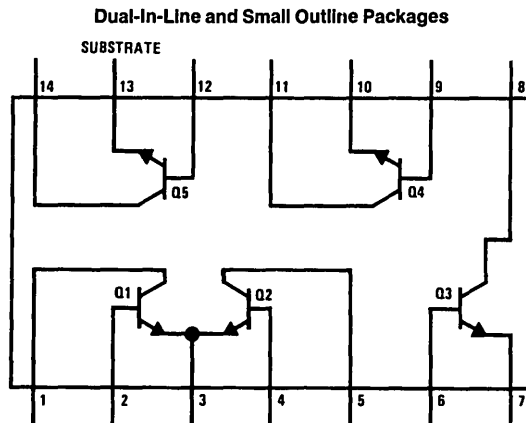 Dual-In-Line and Small Outline Packages
SUBSTRATE
14 13 12 11 10 9 8
Q5 Q4
Q1 Q2 Q3
1 2 3 4 5 6 7